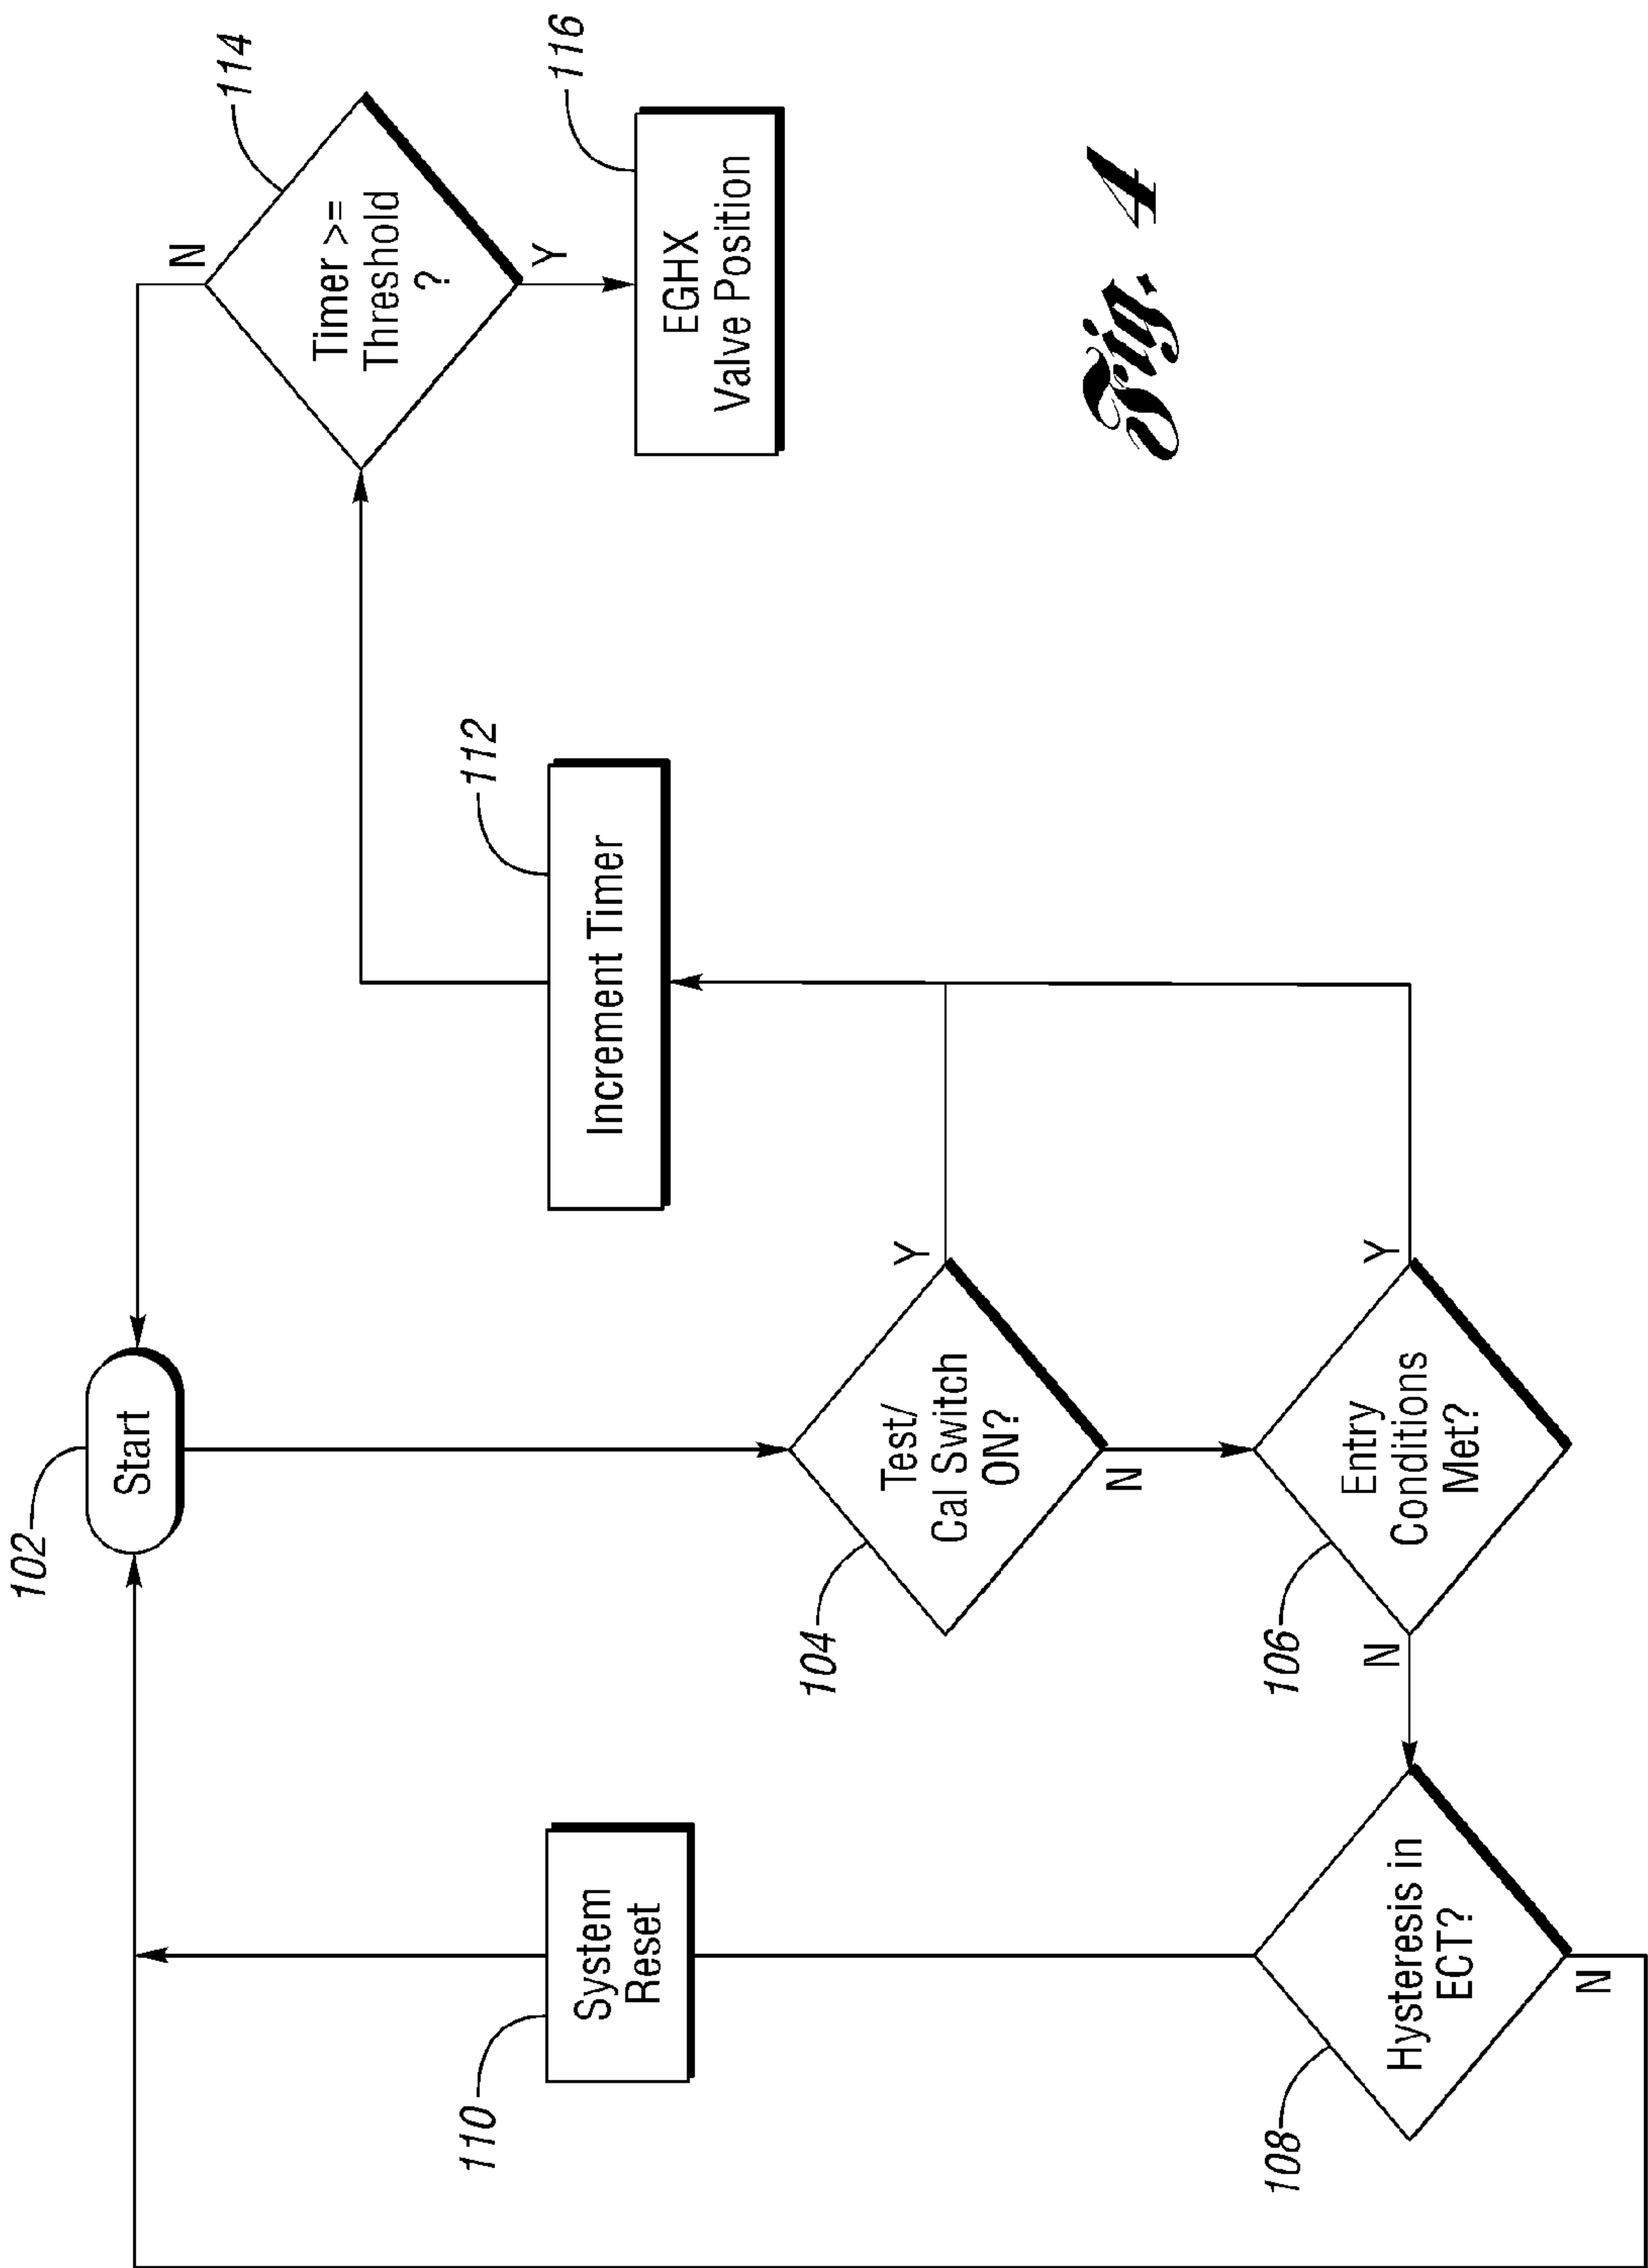 102
Start
114
N
Timer >=
Threshold
?
Y
116
EGHX
Valve Position
112
Increment Timer
110
System
Reset
104
Test/
Cal Switch
ON?
Y
N
106
Entry
Conditions
Met?
Y
N
108
Hysteresis in
ECT?
N
Fig. 4